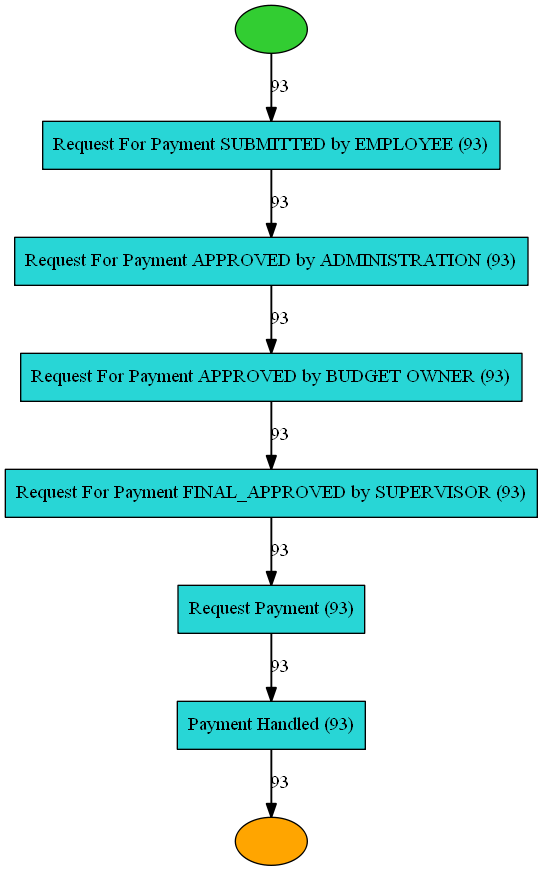 93
Request For Payment SUBMITTED by EMPLOYEE (93)
93
Request For Payment APPROVED by ADMINISTRATION (93)
93
Request For Payment APPROVED by BUDGET OWNER (93)
93
Request For Payment FINAL_APPROVED by SUPERVISOR (93)
93
Request Payment (93)
93
Payment Handled (93)
93